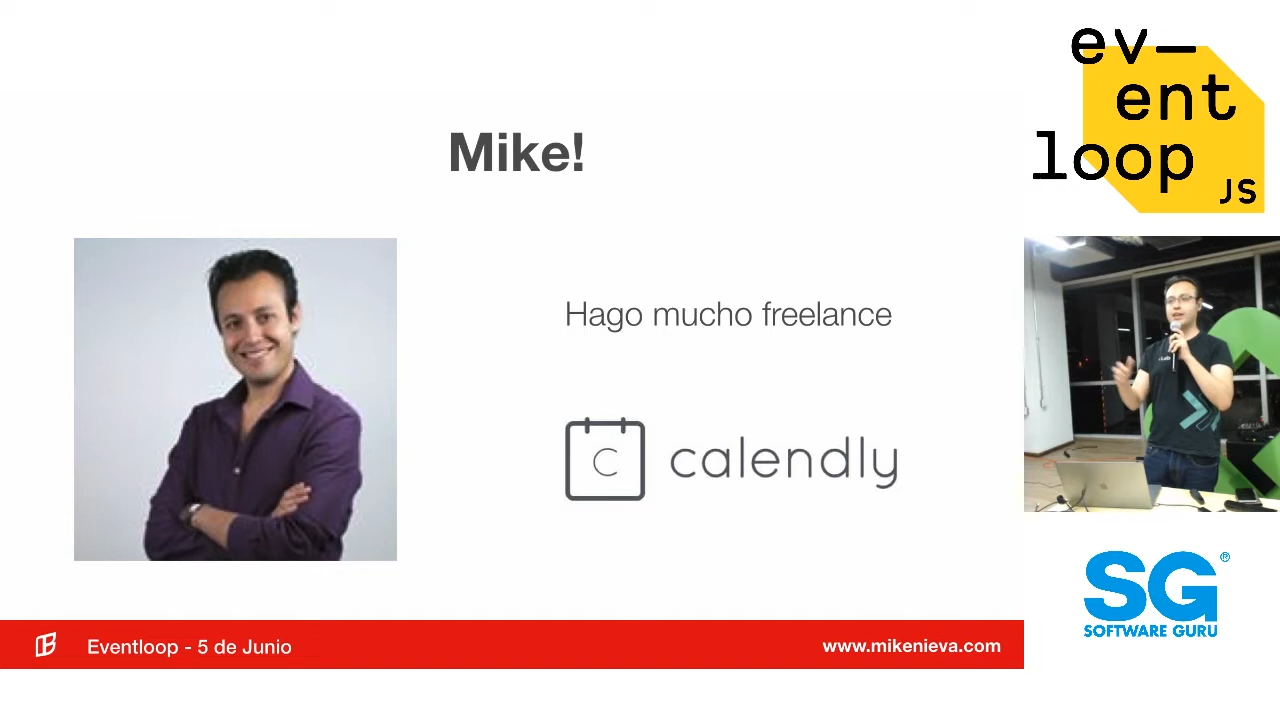 Mike!
Hago mucho freelance
C
calendly
Eventloop - 5 de Junio
www.mikenieva.com
ev—
ent
loop
JS
SG®
SOFTWARE GURU